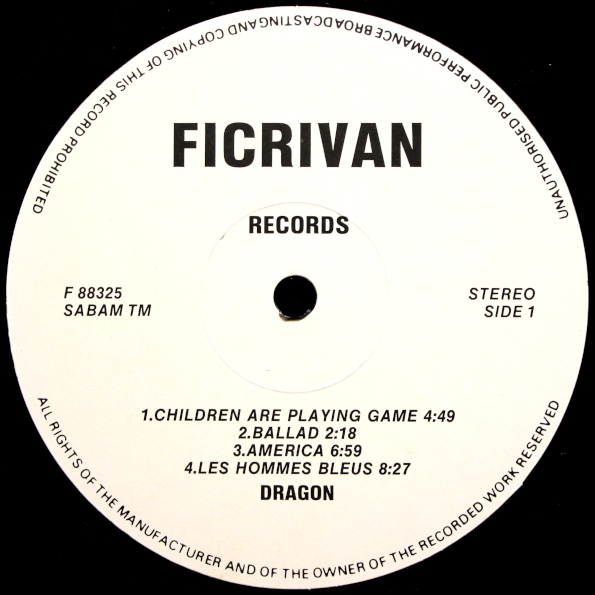 UNAUTHORISED PUBLIC PERFORMANCE BROADCASTINGAND COPYING OF THIS RECORD PROHIBITED
FICRIVAN
RECORDS
F 88325
SABAM TM
STEREO
SIDE 1
1.CHILDREN ARE PLAYING GAME 4:49
2.BALLAD 2:18
3.AMERICA 6:59
4.LES HOMMES BLEUS 8:27
DRAGON
ALL RIGHTS OF THE MANUFACTURER AND OF THE OWNER OF THE RECORDED WORK RESERVED